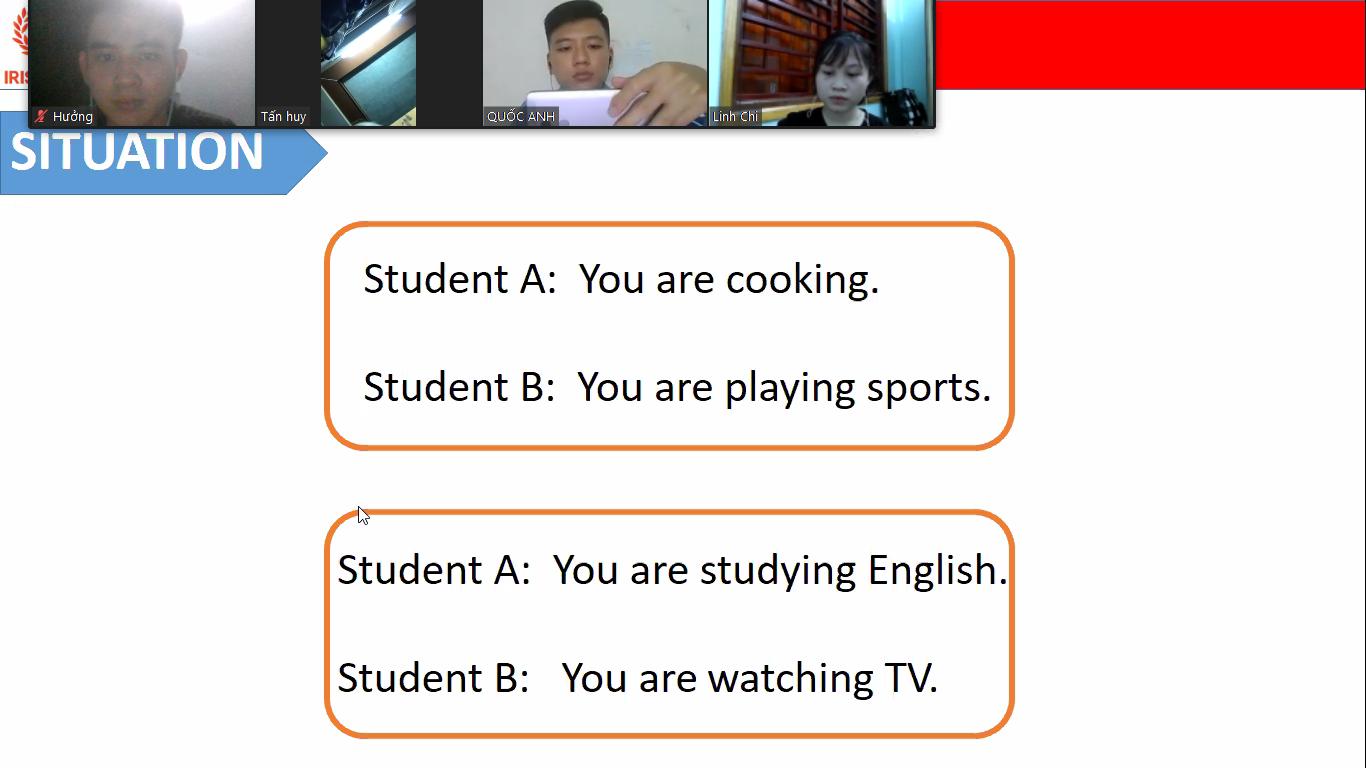 IRIS
Hưởng
Tấn huy
QUỐC ANH
Linh Chi
SITUATION
Student A: You are cooking.
Student B: You are playing sports.
Student A: You are studying English.
Student B: You are watching TV.